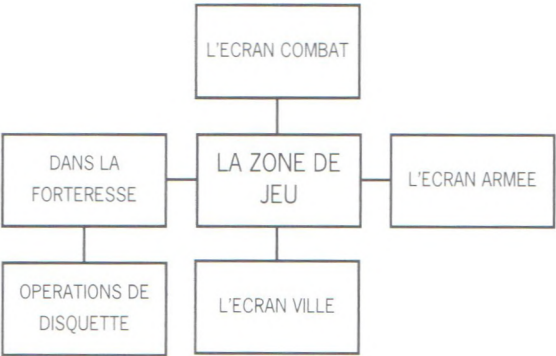 L'ECRAN COMBAT
DANS LA
FORTERESSE
LA ZONE DE
JEU
L'ECRAN ARMEE
OPERATIONS DE
DISQUETTE
L'ECRAN VILLE